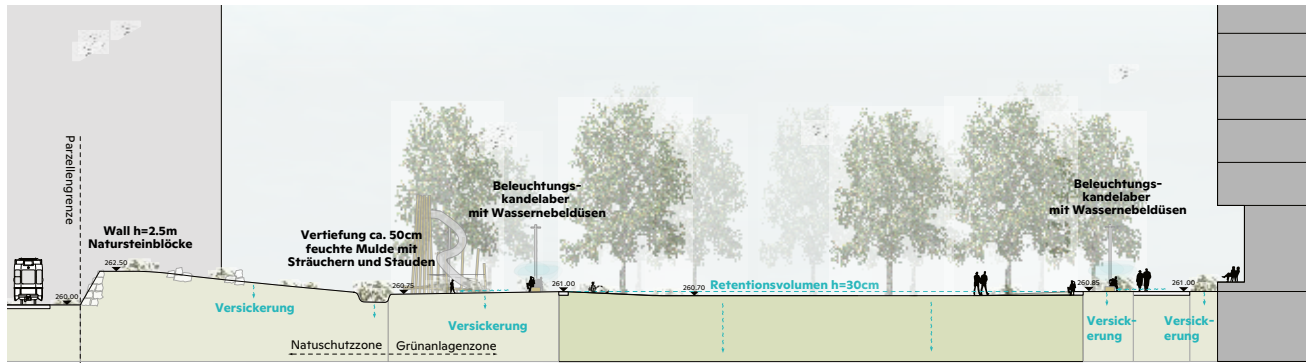 Parzellengrenze
Wall h=2.5m
Natursteinblöcke
262.50
260.00
Versickerung
Vertiefung ca. 50cm
feuchte Mulde mit
Sträuchern und Stauden
260.75
Versickerung
Natuschutzzone
Grünanlagenzone
Beleuchtungs-
kandelaber
mit Wassernebeldüsen
261.00
260.70
Retentionsvolumen h=30cm
Beleuchtungs-
kandelaber
mit Wassernebeldüsen
260.85
261.00
Versick-
erung
Versick-
erung